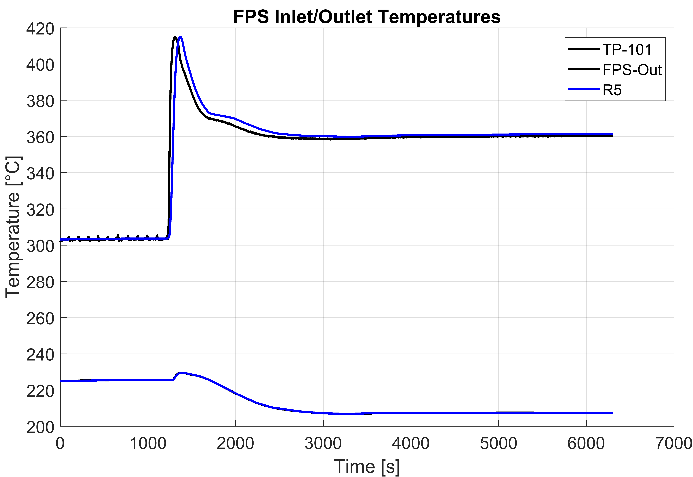 FPS Inlet/Outlet Temperatures
TP-101
FPS-Out
R5
Temperature [°C]
420
400
380
360
340
320
300
280
260
240
220
200
0 1000 2000 3000 4000 5000 6000 7000
Time [s]